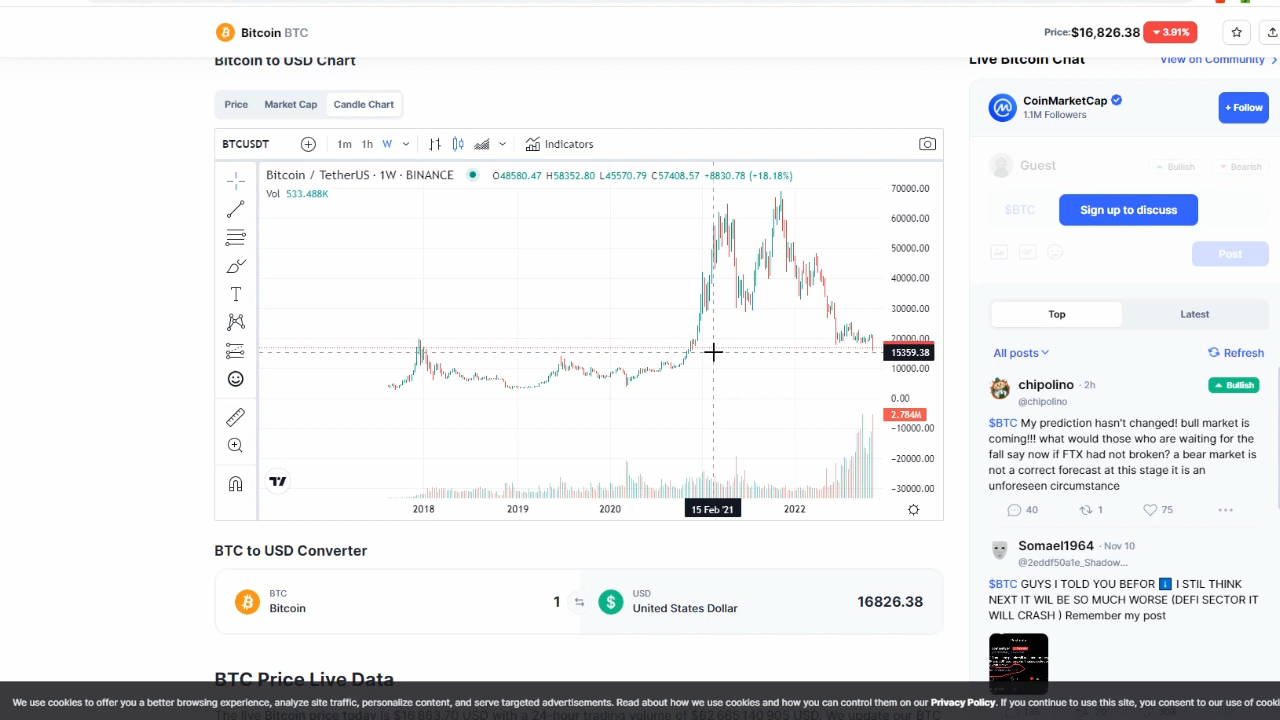 Bitcoin BTC
Price: $16,826.38 3.91%
Bitcoin to USD Chart
Live Bitcoin Chat
View on Community
Price Market Cap Candle Chart
CoinMarketCap
1.1M Followers
+ Follow
BTCUSDT 1m 1h W Indicators
Bitcoin / TetherUS · 1W · BINANCE O48580.47 H58352.80 L45570.79 C57408.57 +8830.78 (+18.18%)
Vol 533.488K
70000.00
60000.00
50000.00
40000.00
30000.00
20000.00
15359.38
10000.00
0.00
2.784M
−10000.00
−20000.00
−30000.00
2018 2019 2020 15 Feb '21 2022
Guest
Bullish Bearish
$BTC
Sign up to discuss
GIF
Post
Top Latest
All posts
Refresh
chipolino · 2h
Bullish
@chipolino
$BTC My prediction hasn't changed! bull market is
coming!!! what would those who are waiting for the
fall say now if FTX had not broken? a bear market is
not a correct forecast at this stage it is an
unforeseen circumstance
40 1 75
Somael1964 · Nov 10
@2eddf50a1e_Shadow...
$BTC GUYS I TOLD YOU BEFOR ⬇️ I STIL THINK
NEXT IT WIL BE SO MUCH WORSE (DEFI SECTOR IT
WILL CRASH ) Remember my post
BTC to USD Converter
BTC
Bitcoin
1
USD
United States Dollar
16826.38
BTC Price Live Data
We use cookies to offer you a better browsing experience, analyze site traffic, personalize content, and serve targeted advertisements. Read about how we use cookies and how you can control them on our Privacy Policy. If you continue to use this site, you consent to our use of cook